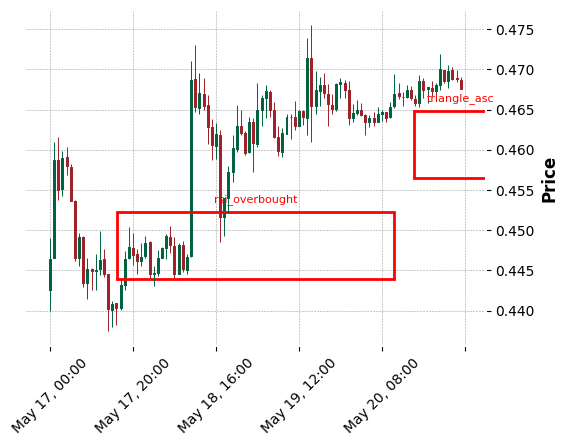 0.475
0.470
triangle_asc
0.465
0.460
0.455
rsi_overbought
0.450
0.445
0.440
Price
May 17, 00:00
May 17, 20:00
May 18, 16:00
May 19, 12:00
May 20, 08:00